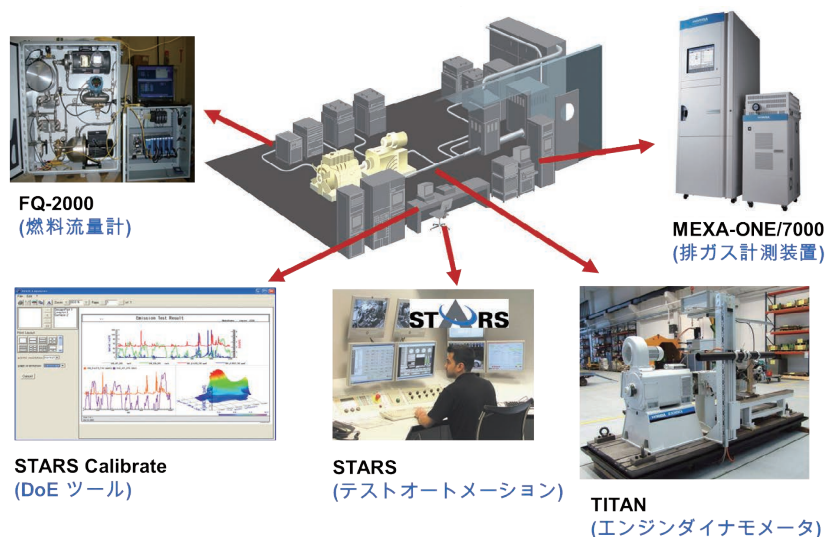 FQ-2000
(燃料流量計)
MEXA-ONE/7000
(排ガス計測装置)
Emission Test Result
STARS
STARS Calibrate
(DoE ツール)
STARS
(テストオートメーション)
TITAN
(エンジンダイナモメータ)